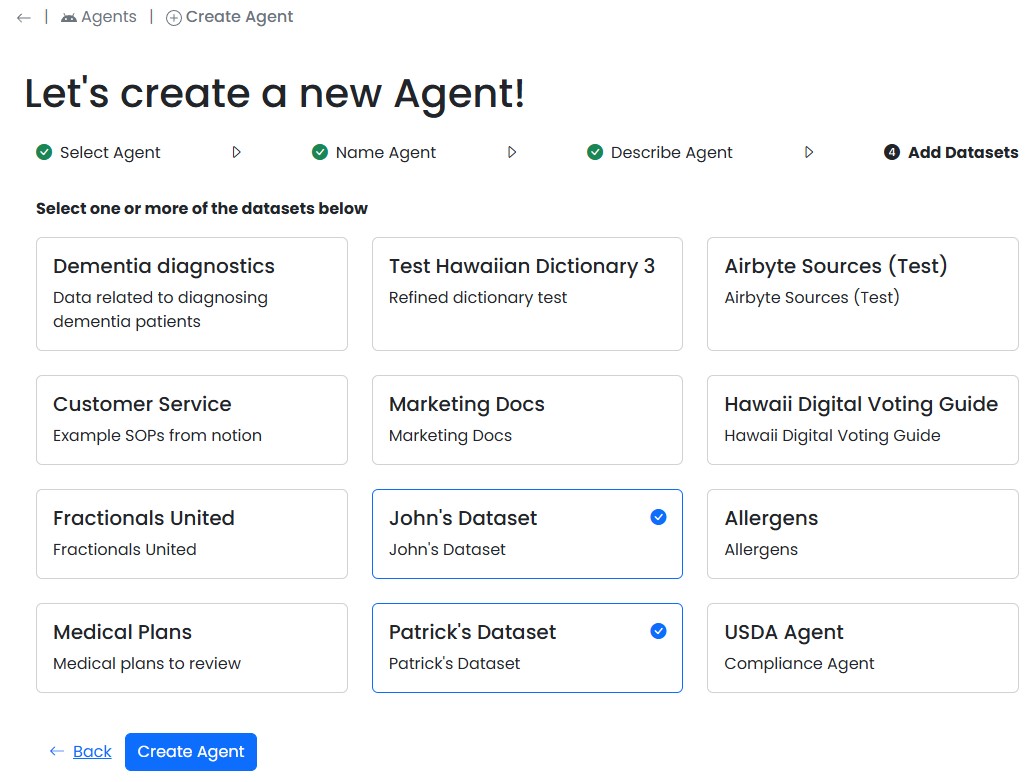 ← | Agents | Create Agent
Let's create a new Agent!
Select Agent
Name Agent
Describe Agent
4 Add Datasets
Select one or more of the datasets below
Dementia diagnostics
Data related to diagnosing
dementia patients
Test Hawaiian Dictionary 3
Refined dictionary test
Airbyte Sources (Test)
Airbyte Sources (Test)
Customer Service
Example SOPs from notion
Marketing Docs
Marketing Docs
Hawaii Digital Voting Guide
Hawaii Digital Voting Guide
Fractionals United
Fractionals United
John's Dataset
John's Dataset
Allergens
Allergens
Medical Plans
Medical plans to review
Patrick's Dataset
Patrick's Dataset
USDA Agent
Compliance Agent
← Back
Create Agent